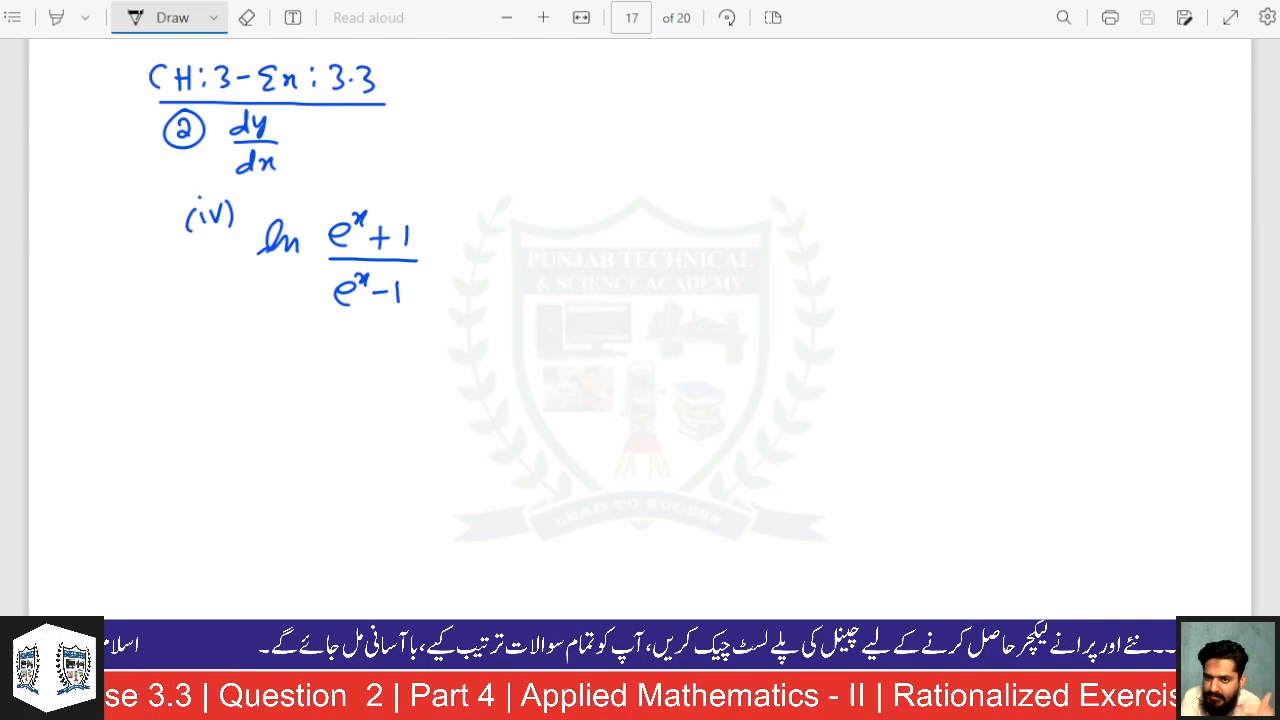 Draw
Read aloud
17
of 20
CH: 3 - Ex: 3.3
② dy/dx
(iv) ln (e^x + 1)/(e^x - 1)
PUNJAB TECHNICAL
& SCIENCE ACADEMY
LEAD TO SUCESS
نئے اور پرانے لیکچر حاصل کرنے کے لیے چینل کی پلے لسٹ چیک کریں، آپ کو تمام سوالات ترتیب کیے، با آسانی مل جائے گے۔
اسلام
se 3.3 | Question 2 | Part 4 | Applied Mathematics - II | Rationalized Exercis